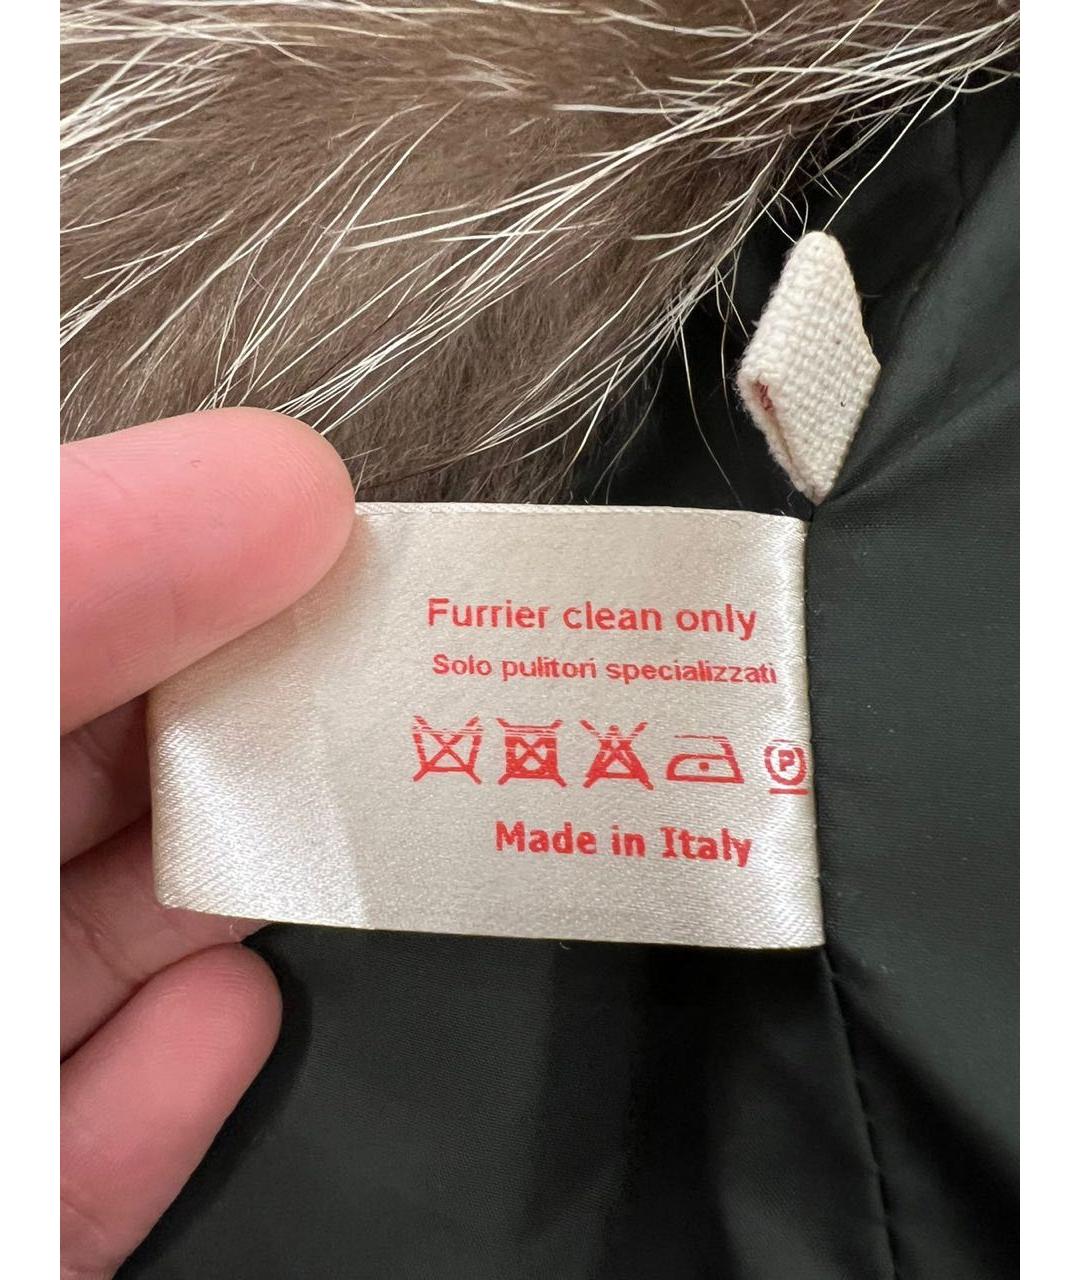 Furrier clean only
Solo pulitori specializzati
P
Made in Italy